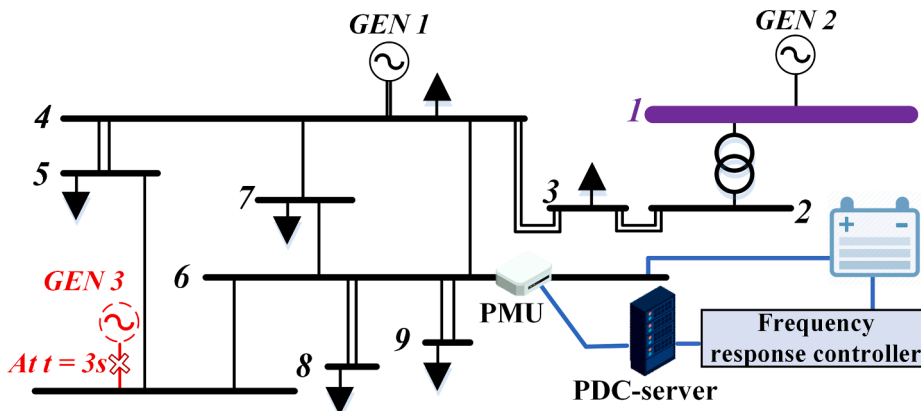 GEN 1
GEN 2
4
1
5
3
7
2
+ -
GEN 3
6
PMU
At t = 3s
8
9
PDC-server
Frequency
response controller